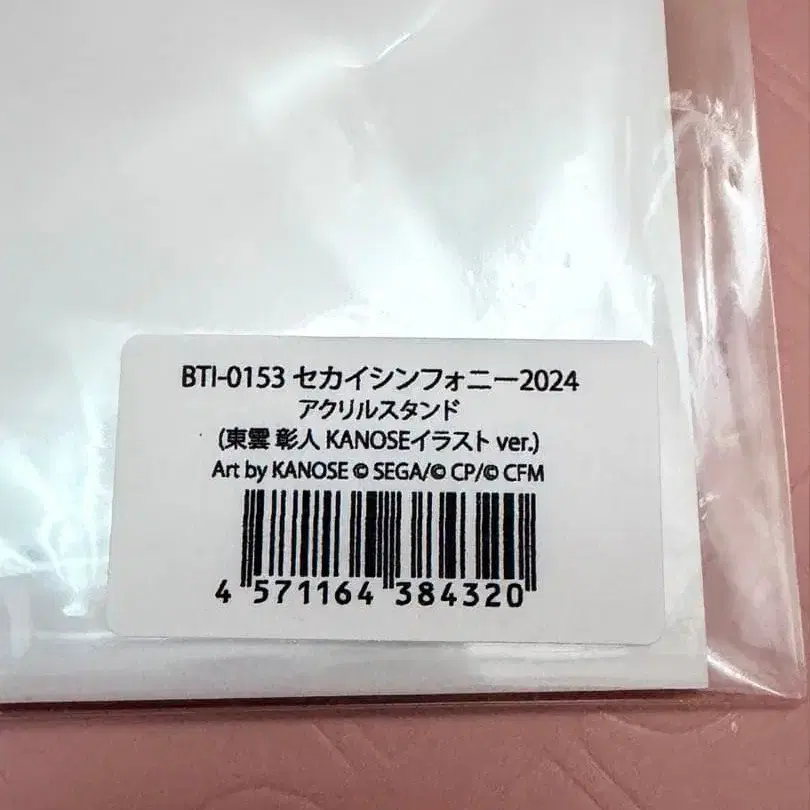 BTI-0153 セカイシンフォニー2024
アクリルスタンド
(東雲 彰人 KANOSEイラスト ver.)
Art by KANOSE © SEGA/© CP/© CFM
4 571164 384320